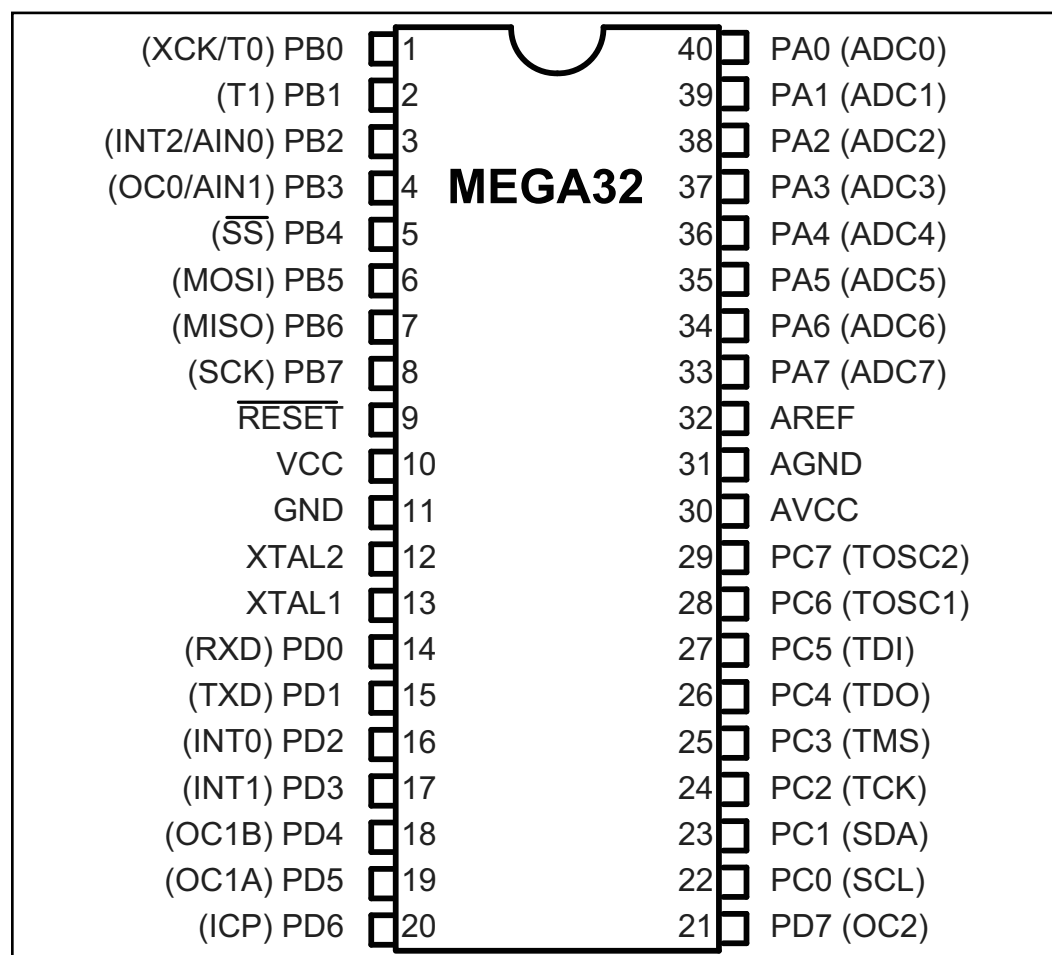 (XCK/T0) PB0 1 40 PA0 (ADC0)
(T1) PB1 2 39 PA1 (ADC1)
(INT2/AIN0) PB2 3 38 PA2 (ADC2)
(OC0/AIN1) PB3 4 MEGA32 37 PA3 (ADC3)
(S̅S̅) PB4 5 36 PA4 (ADC4)
(MOSI) PB5 6 35 PA5 (ADC5)
(MISO) PB6 7 34 PA6 (ADC6)
(SCK) PB7 8 33 PA7 (ADC7)
R̅E̅S̅E̅T̅ 9 32 AREF
VCC 10 31 AGND
GND 11 30 AVCC
XTAL2 12 29 PC7 (TOSC2)
XTAL1 13 28 PC6 (TOSC1)
(RXD) PD0 14 27 PC5 (TDI)
(TXD) PD1 15 26 PC4 (TDO)
(INT0) PD2 16 25 PC3 (TMS)
(INT1) PD3 17 24 PC2 (TCK)
(OC1B) PD4 18 23 PC1 (SDA)
(OC1A) PD5 19 22 PC0 (SCL)
(ICP) PD6 20 21 PD7 (OC2)